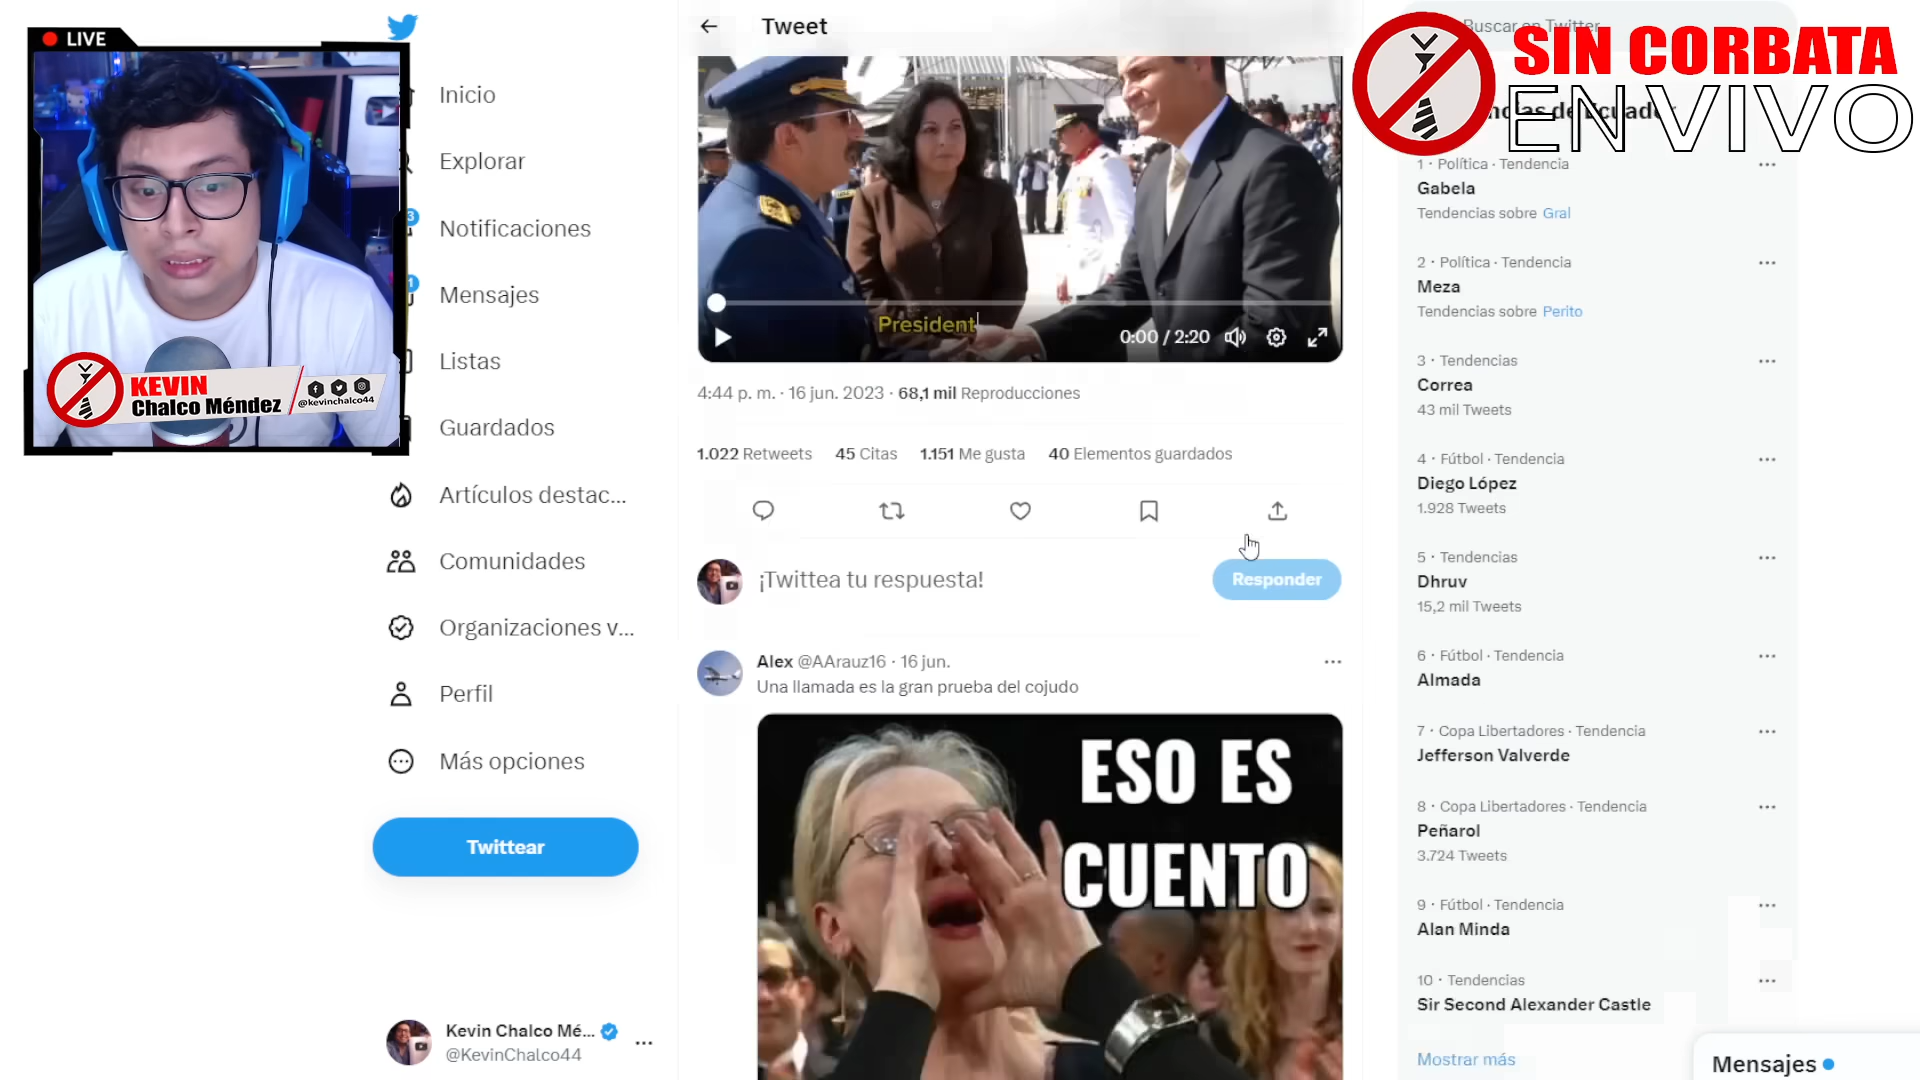 LIVE
KEVIN
Chalco Méndez
@kevinchalco44
Inicio
Explorar
3
Notificaciones
1
Mensajes
Listas
Guardados
Artículos destac...
Comunidades
Organizaciones v...
Perfil
Más opciones
Twittear
Kevin Chalco Mé...
@KevinChalco44
Tweet
President
0:00 / 2:20
4:44 p. m. · 16 jun. 2023 · 68,1 mil Reproducciones
1.022 Retweets 45 Citas 1.151 Me gusta 40 Elementos guardados
¡Twittea tu respuesta!
Responder
Alex @AArauz16 · 16 jun.
Una llamada es la gran prueba del cojudo
ESO ES
CUENTO
Buscar en Twitter
SIN CORBATA
EN VIVO
de Ecuador
1 · Política · Tendencia
Gabela
Tendencias sobre Gral
2 · Política · Tendencia
Meza
Tendencias sobre Perito
3 · Tendencias
Correa
43 mil Tweets
4 · Fútbol · Tendencia
Diego López
1.928 Tweets
5 · Tendencias
Dhruv
15,2 mil Tweets
6 · Fútbol · Tendencia
Almada
7 · Copa Libertadores · Tendencia
Jefferson Valverde
8 · Copa Libertadores · Tendencia
Peñarol
3.724 Tweets
9 · Fútbol · Tendencia
Alan Minda
10 · Tendencias
Sir Second Alexander Castle
Mostrar más
Mensajes